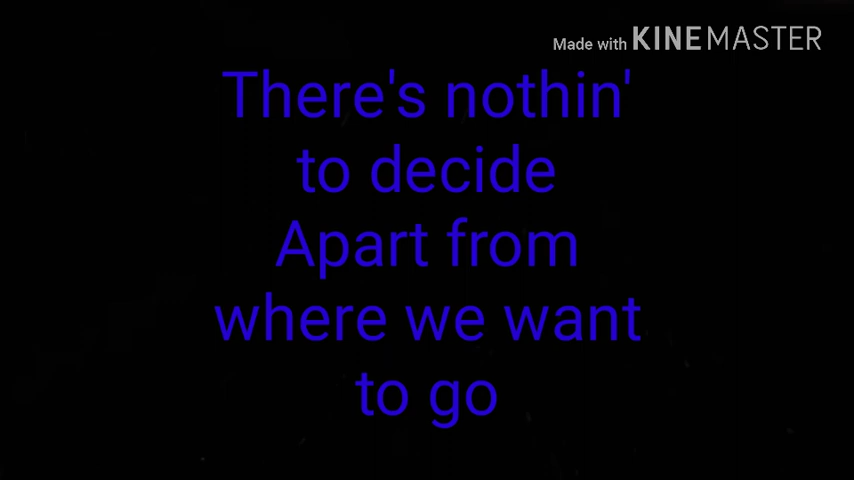 Made with KINEMASTER
There's nothin'
to decide
Apart from
where we want
to go